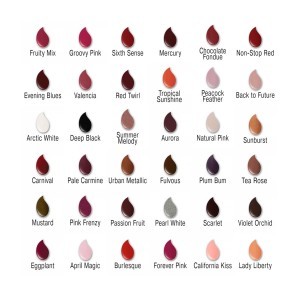 Fruity Mix
Groovy Pink
Sixth Sense
Mercury
Chocolate
Fondue
Non-Stop Red
Evening Blues
Valencia
Red Twirl
Tropical
Sunshine
Peacock
Feather
Back to Future
Arctic White
Deep Black
Summer
Melody
Aurora
Natural Pink
Sunburst
Carnival
Pale Carmine
Urban Metallic
Fulvous
Plum Bum
Tea Rose
Mustard
Pink Frenzy
Passion Fruit
Pearl White
Scarlet
Violet Orchid
Eggplant
April Magic
Burlesque
Forever Pink
California Kiss
Lady Liberty